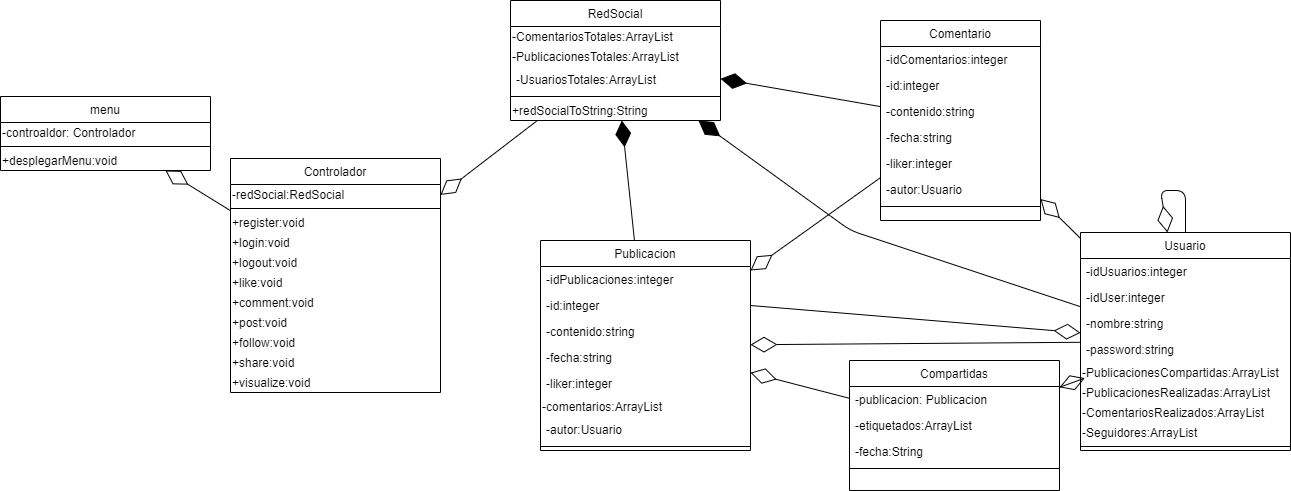 RedSocial
-ComentariosTotales:ArrayList
-PublicacionesTotales:ArrayList
-UsuariosTotales:ArrayList
+redSocialToString:String
Comentario
-idComentarios:integer
-id:integer
-contenido:string
-fecha:string
-liker:integer
-autor:Usuario
menu
-controaldor: Controlador
+desplegarMenu:void
Controlador
-redSocial:RedSocial
+register:void
+login:void
+logout:void
+like:void
+comment:void
+post:void
+follow:void
+share:void
+visualize:void
Publicacion
-idPublicaciones:integer
-id:integer
-contenido:string
-fecha:string
-liker:integer
-comentarios:ArrayList
-autor:Usuario
Usuario
-idUsuarios:integer
-idUser:integer
-nombre:string
-password:string
-PublicacionesCompartidas:ArrayList
-PublicacionesRealizadas:ArrayList
-ComentariosRealizados:ArrayList
-Seguidores:ArrayList
Compartidas
-publicacion: Publicacion
-etiquetados:ArrayList
-fecha:String